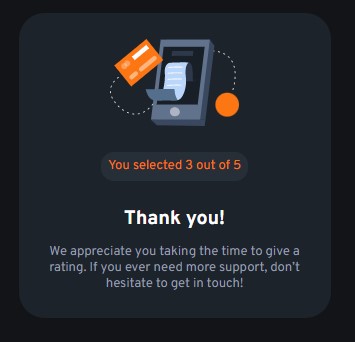 You selected 3 out of 5
Thank you!
We appreciate you taking the time to give a
rating. If you ever need more support, don't
hesitate to get in touch!